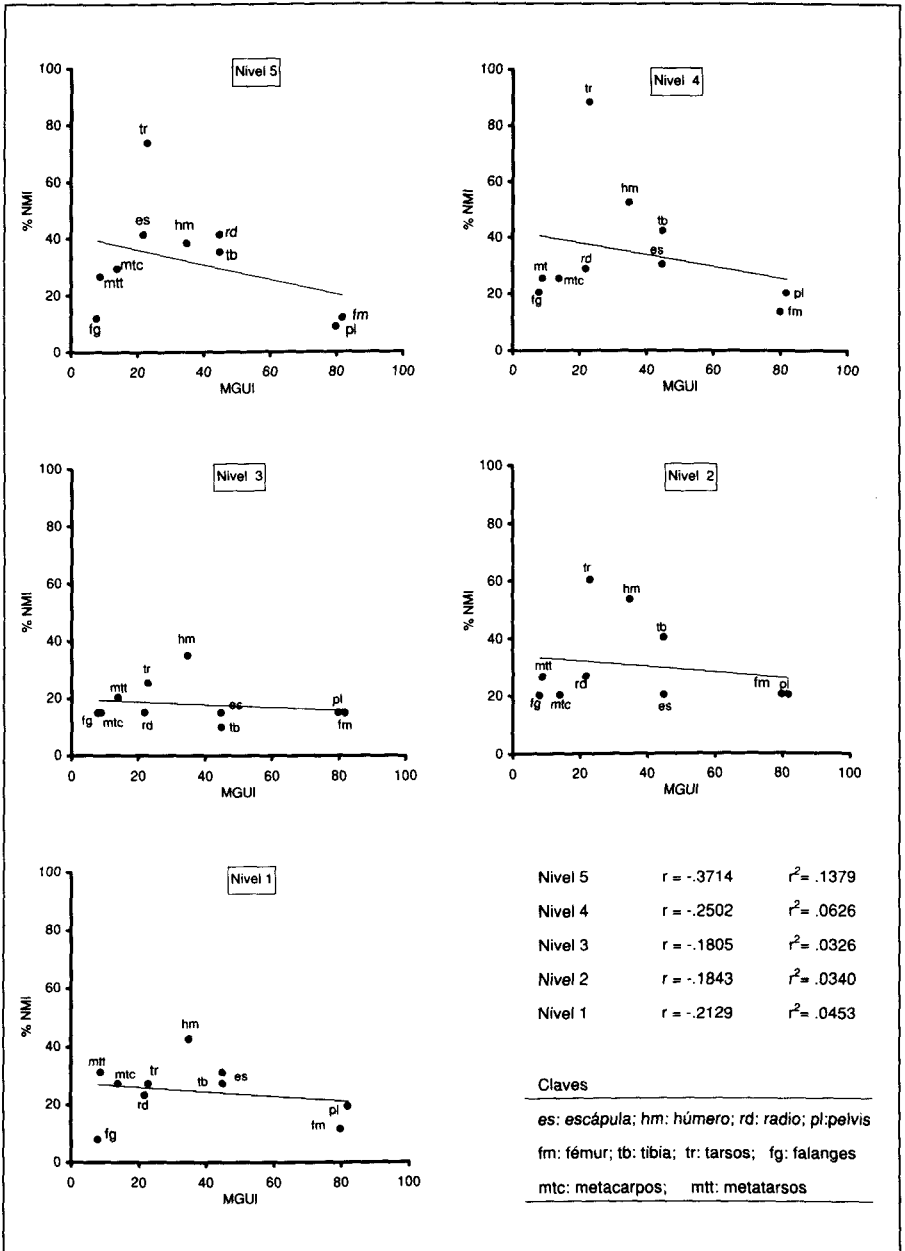 Nivel 5
100
80
60
40
20
0
% NMI
tr
es
hm
rd
tb
mtc
mtt
fg
fm
pl
0 20 40 60 80 100
MGUI
Nivel 4
100
80
60
40
20
0
% NMI
tr
hm
tb
es
rd
mt
mtc
fg
pl
fm
0 20 40 60 80 100
MGUI
Nivel 3
100
80
60
40
20
0
% NMI
hm
tr
mtt
es
pl
fg
mtc
rd
tb
fm
0 20 40 60 80 100
MGUI
Nivel 2
100
80
60
40
20
0
% NMI
tr
hm
tb
mtt
rd
fm
pl
fg
mtc
es
0 20 40 60 80 100
MGUI
Nivel 1
100
80
60
40
20
0
% NMI
hm
mtt
mtc
tr
tb
es
rd
pl
fm
fg
0 20 40 60 80 100
MGUI
Nivel 5 r = -.3714 r²= .1379
Nivel 4 r = -.2502 r²= .0626
Nivel 3 r = -.1805 r²= .0326
Nivel 2 r = -.1843 r²= .0340
Nivel 1 r = -.2129 r²= .0453
Claves
es: escápula; hm: húmero; rd: radio; pl:pelvis
fm: fémur; tb: tibia; tr: tarsos; fg: falanges
mtc: metacarpos; mtt: metatarsos